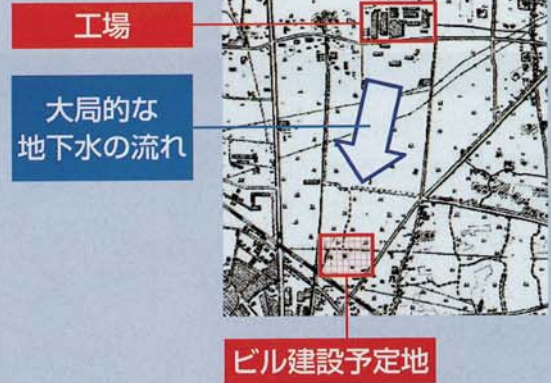 工場
大局的な
地下水の流れ
ビル建設予定地